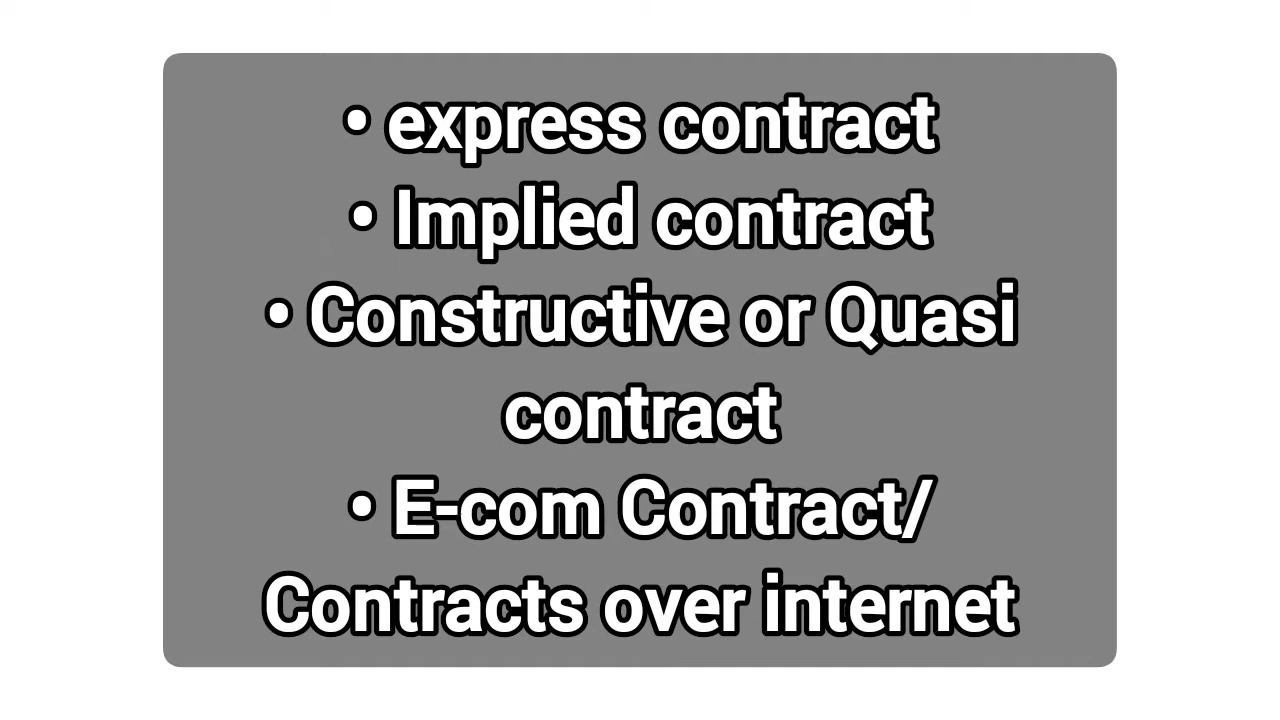 • express contract
• Implied contract
• Constructive or Quasi
contract
• E-com Contract/
Contracts over internet